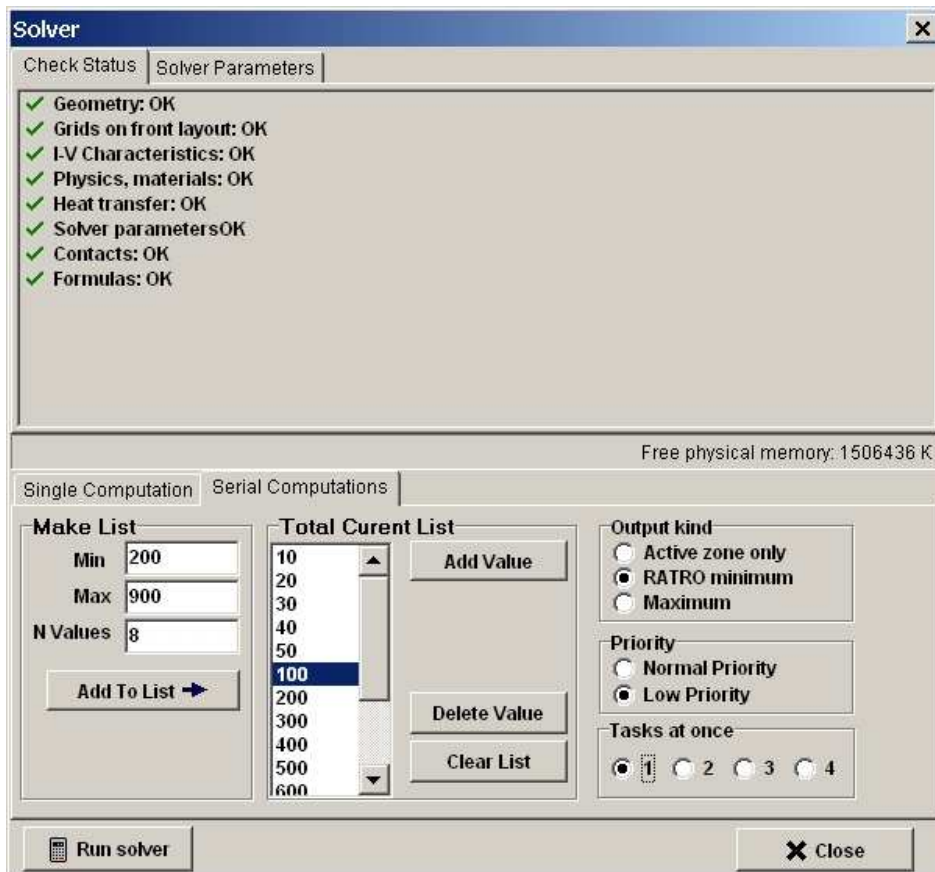 Solver
Check Status
Solver Parameters
Geometry: OK
Grids on front layout: OK
I-V Characteristics: OK
Physics, materials: OK
Heat transfer: OK
Solver parametersOK
Contacts: OK
Formulas: OK
Free physical memory: 1506436 K
Single Computation
Serial Computations
Make List
Min 200
Max 900
N Values 8
Add To List
Total Curent List
10
20
30
40
50
100
200
300
400
500
600
Add Value
Delete Value
Clear List
Output kind
Active zone only
RATRO minimum
Maximum
Priority
Normal Priority
Low Priority
Tasks at once
1 2 3 4
Run solver
Close